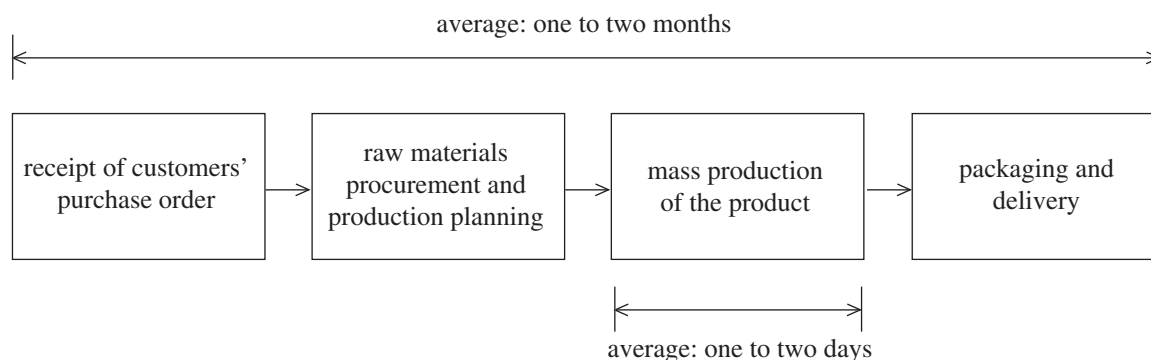 average: one to two months
receipt of customers’
purchase order
raw materials
procurement and
production planning
mass production
of the product
packaging and
delivery
average: one to two days